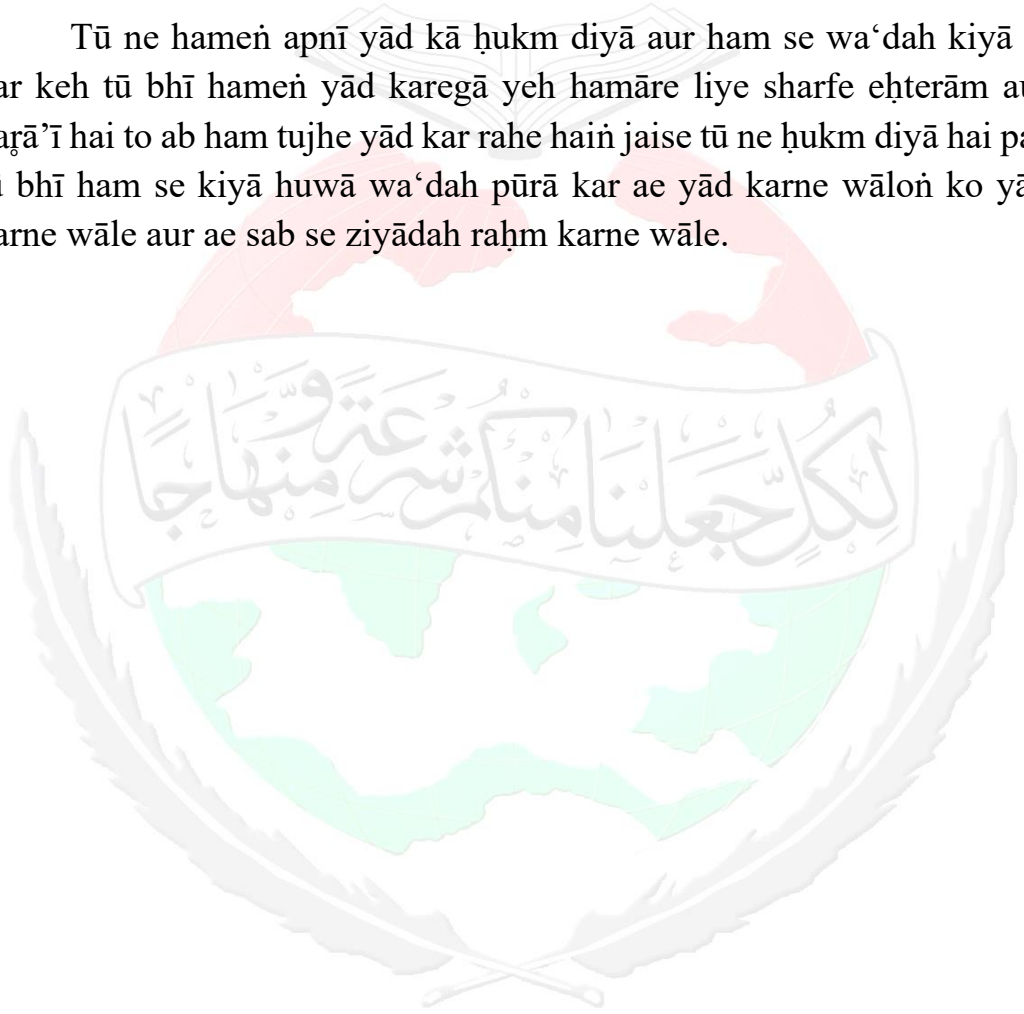 Tū ne hameṅ apnī yād kā ḥukm diyā aur ham se wa‘dah kiyā
ar keh tū bhī hameṅ yād karegā yeh hamāre liye sharfe eḥterām au
aṛā’ī hai to ab ham tujhe yād kar rahe haiṅ jaise tū ne ḥukm diyā hai pa
ū bhī ham se kiyā huwā wa‘dah pūrā kar ae yād karne wāloṅ ko yā
arne wāle aur ae sab se ziyādah raḥm karne wāle.
لِكُلٍّ جَعَلْنَا مِنكُمْ شِرْعَةً وَّمِنْهَاجًا